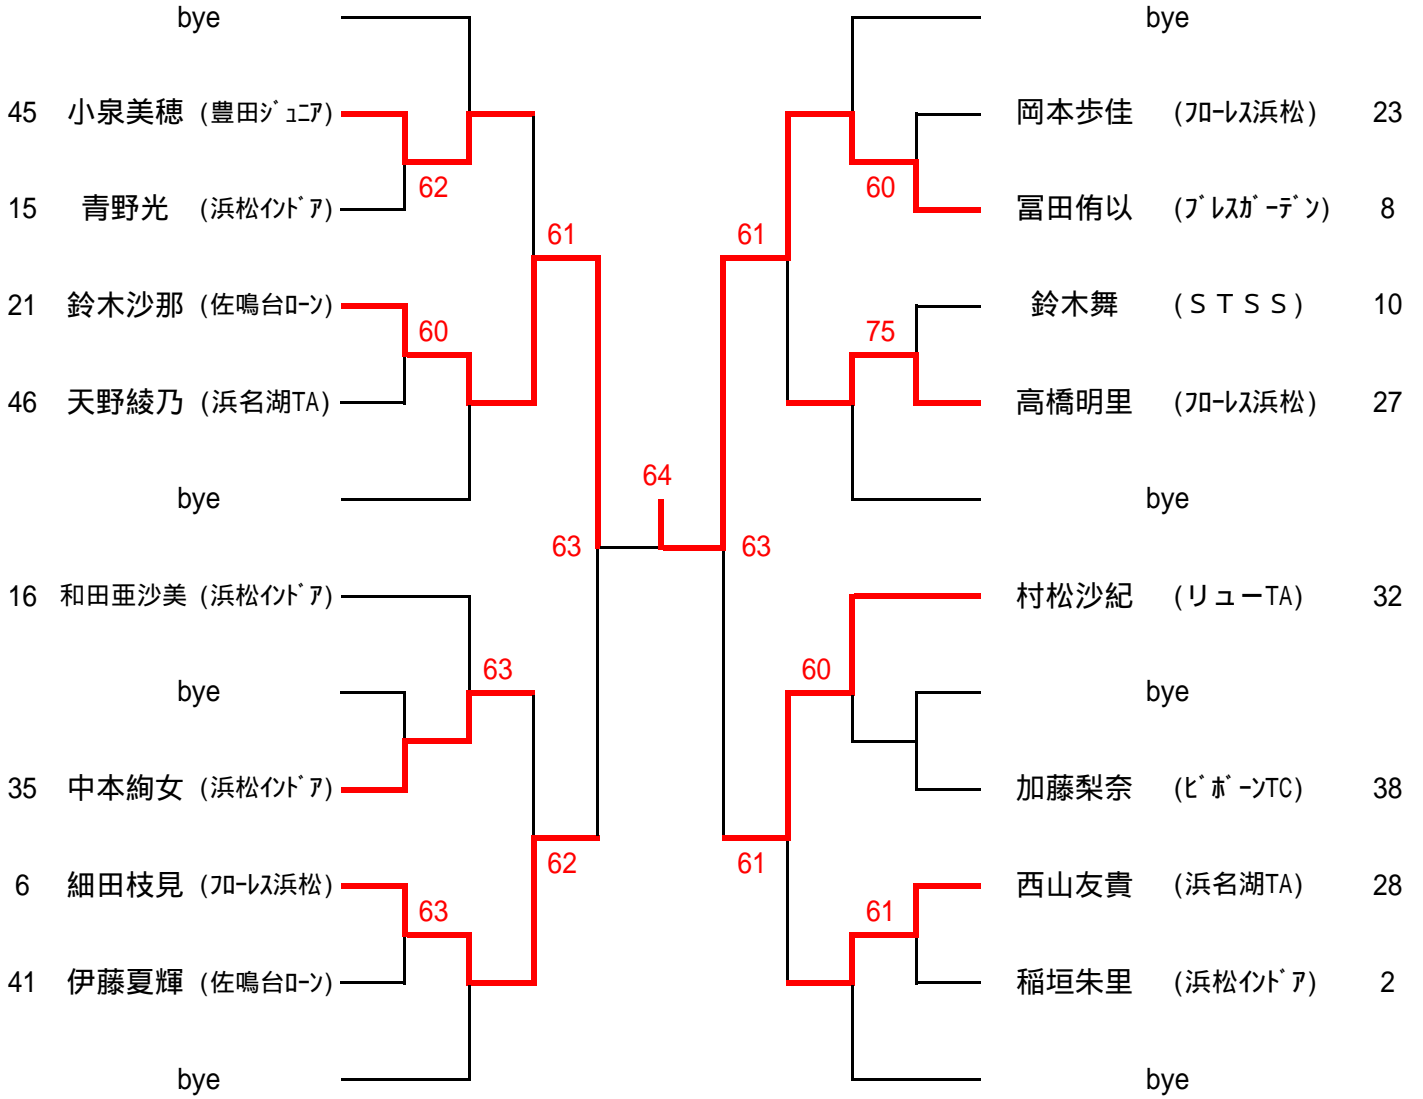 bye bye
45 小泉美穂 (豊田ｼﾞｭﾆｱ) 岡本歩佳 (ﾌﾛｰﾚｽ浜松) 23
62 60
15 青野光 (浜松ｲﾝﾄﾞｱ) 冨田侑以 (ﾌﾞﾚｽｶﾞｰﾃﾞﾝ) 8
61 61
21 鈴木沙那 (佐鳴台ﾛｰﾝ) 鈴木舞 (ＳＴＳＳ) 10
60 75
46 天野綾乃 (浜名湖TA) 高橋明里 (ﾌﾛｰﾚｽ浜松) 27
64
bye bye
63 63
16 和田亜沙美 (浜松ｲﾝﾄﾞｱ) 村松沙紀 (リューTA) 32
63 60
bye bye
35 中本絢女 (浜松ｲﾝﾄﾞｱ) 加藤梨奈 (ﾋﾞﾎﾞｰﾝTC) 38
62 61
6 細田枝見 (ﾌﾛｰﾚｽ浜松) 西山友貴 (浜名湖TA) 28
63 61
41 伊藤夏輝 (佐鳴台ﾛｰﾝ) 稲垣朱里 (浜松ｲﾝﾄﾞｱ) 2
bye bye